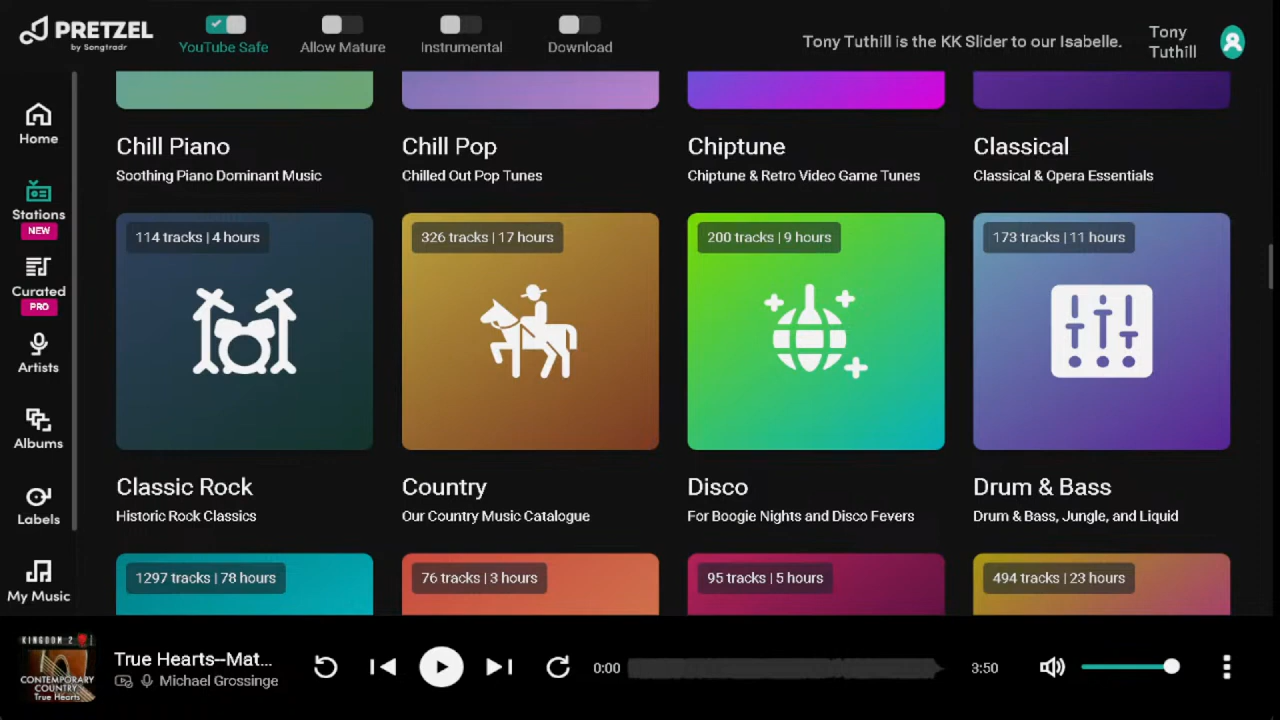 PRETZEL
by Songtradr
YouTube Safe
Allow Mature
Instrumental
Download
Tony Tuthill is the KK Slider to our Isabelle.
Tony
Tuthill
Home
Stations
NEW
Curated
PRO
Artists
Albums
Labels
My Music
Chill Piano
Soothing Piano Dominant Music
Chill Pop
Chilled Out Pop Tunes
Chiptune
Chiptune & Retro Video Game Tunes
Classical
Classical & Opera Essentials
114 tracks | 4 hours
326 tracks | 17 hours
200 tracks | 9 hours
173 tracks | 11 hours
Classic Rock
Historic Rock Classics
Country
Our Country Music Catalogue
Disco
For Boogie Nights and Disco Fevers
Drum & Bass
Drum & Bass, Jungle, and Liquid
1297 tracks | 78 hours
76 tracks | 3 hours
95 tracks | 5 hours
494 tracks | 23 hours
KINGDOM 2
CONTEMPORARY
COUNTRY
True Hearts
True Hearts--Mat...
Michael Grossinge
0:00
3:50